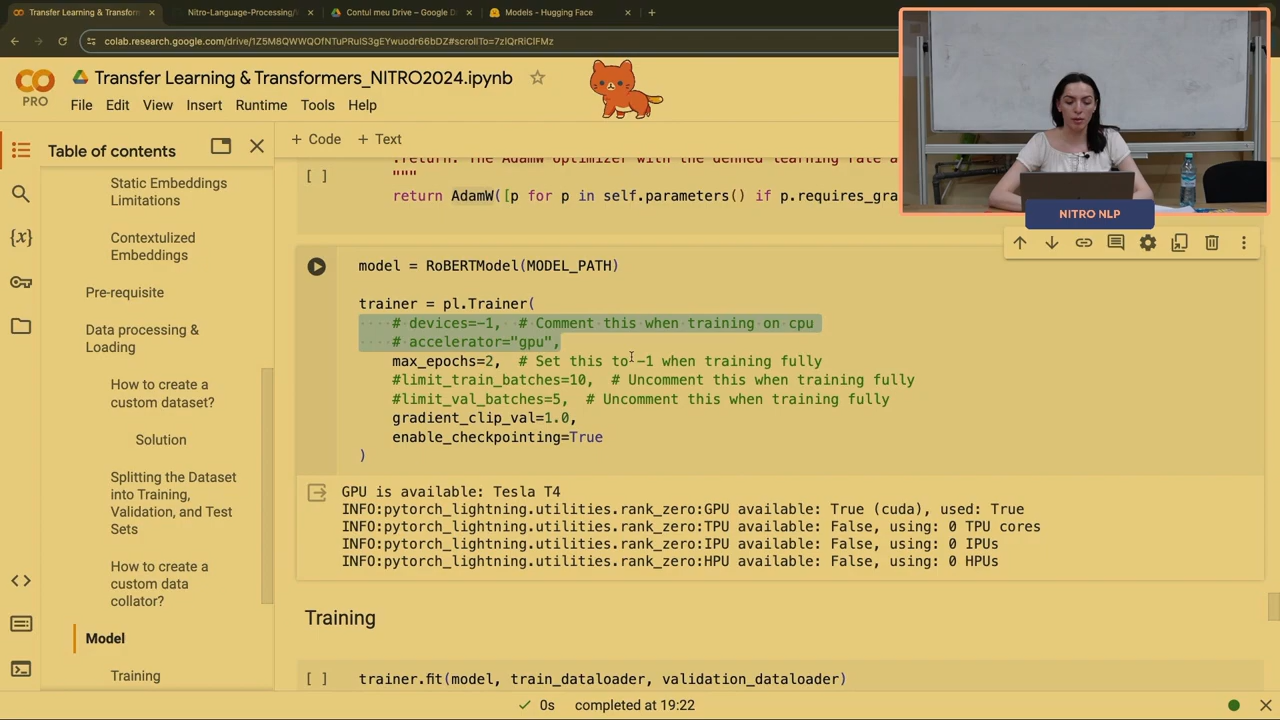 Transfer Learning & Transform
Nitro-Language-Processing/
Contul meu Drive – Google D
Models - Hugging Face
colab.research.google.com/drive/1Z5M8QWWQOfNTuPRuIS3gEYwuodr66bDZ#scrollTo=7zIQrRiCIFMz
Transfer Learning & Transformers_NITRO2024.ipynb
PRO
File Edit View Insert Runtime Tools Help
NITRO NLP
Table of contents
+ Code + Text
Static Embeddings
Limitations
Contextulized
Embeddings
Pre-requisite
Data processing &
Loading
How to create a
custom dataset?
Solution
Splitting the Dataset
into Training,
Validation, and Test
Sets
How to create a
custom data
collator?
Model
Training
:return: The AdamW optimizer with the defined learning rate a
[ ] """
return AdamW([p for p in self.parameters() if p.requires_gra
model = RoBERTModel(MODEL_PATH)
trainer = pl.Trainer(
# devices=-1, # Comment this when training on cpu
# accelerator="gpu",
max_epochs=2, # Set this to -1 when training fully
#limit_train_batches=10, # Uncomment this when training fully
#limit_val_batches=5, # Uncomment this when training fully
gradient_clip_val=1.0,
enable_checkpointing=True
)
GPU is available: Tesla T4
INFO:pytorch_lightning.utilities.rank_zero:GPU available: True (cuda), used: True
INFO:pytorch_lightning.utilities.rank_zero:TPU available: False, using: 0 TPU cores
INFO:pytorch_lightning.utilities.rank_zero:IPU available: False, using: 0 IPUs
INFO:pytorch_lightning.utilities.rank_zero:HPU available: False, using: 0 HPUs
Training
[ ] trainer.fit(model, train_dataloader, validation_dataloader)
0s completed at 19:22